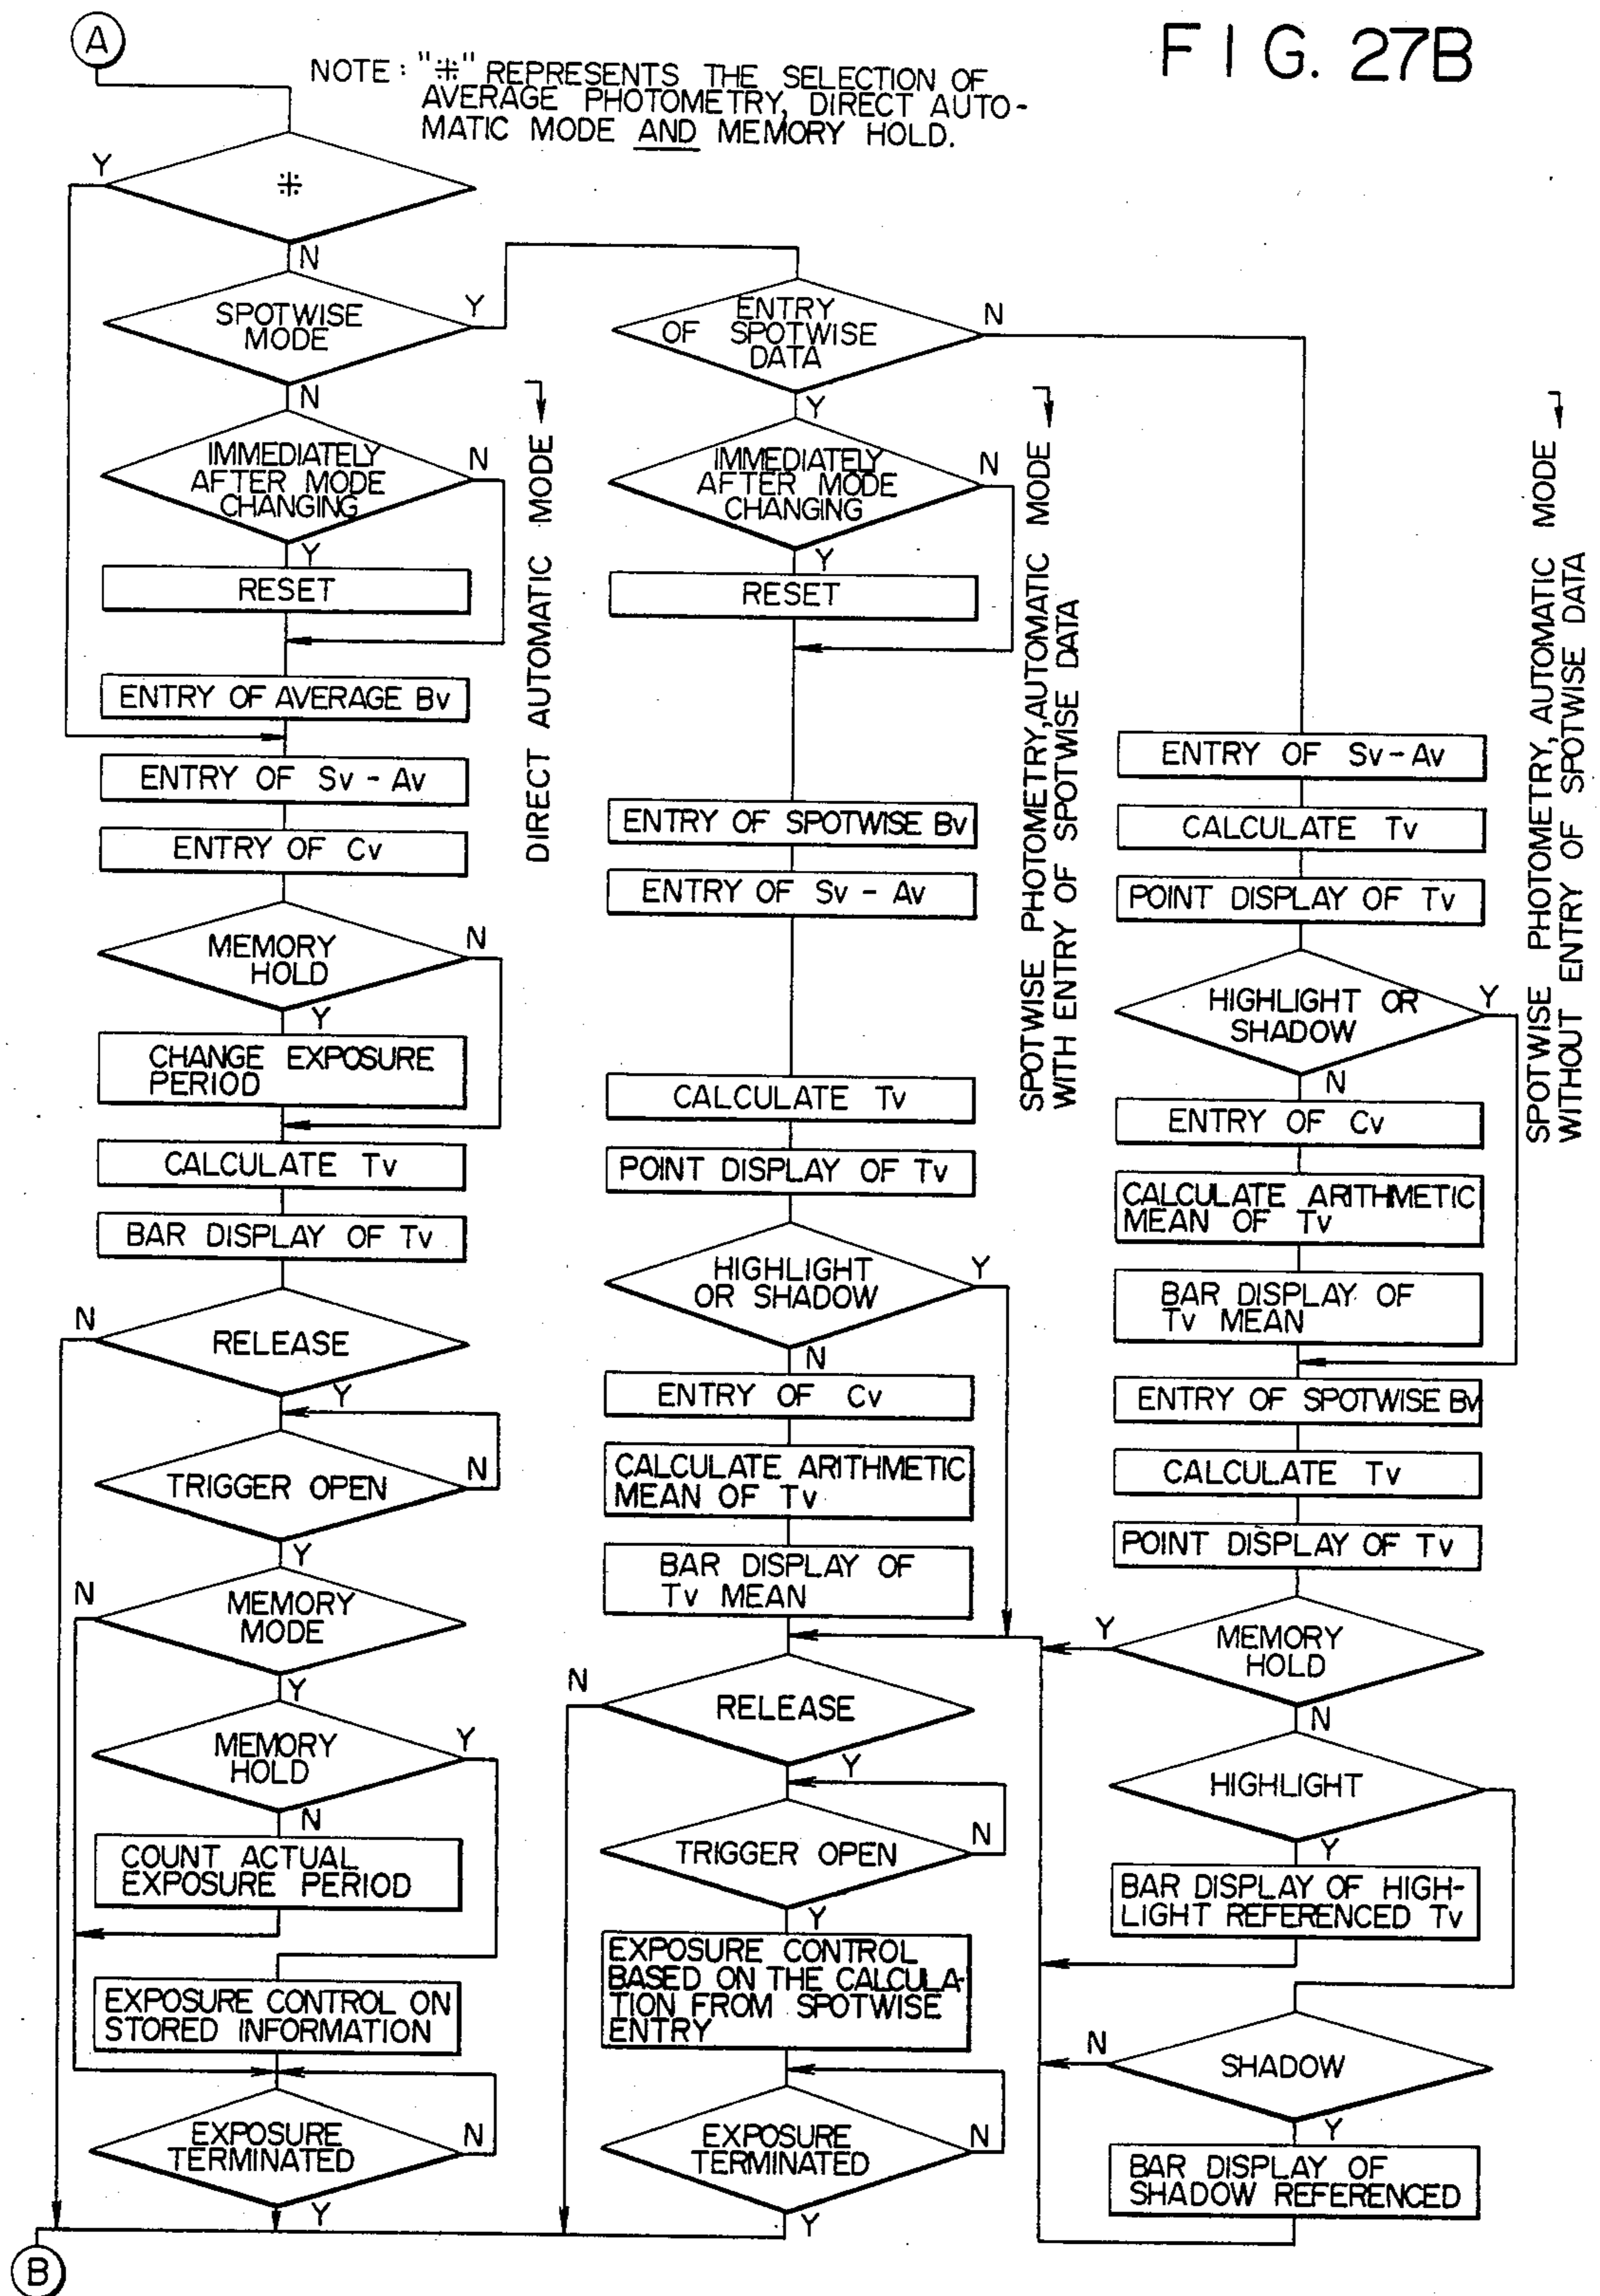 A
FIG. 27B
NOTE: "⁜" REPRESENTS THE SELECTION OF
AVERAGE PHOTOMETRY, DIRECT AUTO-
MATIC MODE AND MEMORY HOLD.
Y
⁜
N
SPOTWISE
MODE
Y
N
IMMEDIATELY
AFTER MODE
CHANGING
N
Y
RESET
ENTRY OF AVERAGE Bv
ENTRY OF Sv - Av
ENTRY OF Cv
MEMORY
HOLD
N
Y
CHANGE EXPOSURE
PERIOD
CALCULATE Tv
BAR DISPLAY OF Tv
N
RELEASE
Y
TRIGGER OPEN
N
Y
N
MEMORY
MODE
Y
MEMORY
HOLD
Y
N
COUNT ACTUAL
EXPOSURE PERIOD
EXPOSURE CONTROL ON
STORED INFORMATION
EXPOSURE
TERMINATED
N
Y
B
DIRECT AUTOMATIC MODE
ENTRY
OF SPOTWISE
DATA
N
Y
IMMEDIATELY
AFTER MODE
CHANGING
N
Y
RESET
ENTRY OF SPOTWISE Bv
ENTRY OF Sv - Av
CALCULATE Tv
POINT DISPLAY OF Tv
HIGHLIGHT
OR SHADOW
Y
N
ENTRY OF Cv
CALCULATE ARITHMETIC
MEAN OF Tv
BAR DISPLAY OF
Tv MEAN
N
RELEASE
Y
TRIGGER OPEN
N
Y
EXPOSURE CONTROL
BASED ON THE CALCULA-
TION FROM SPOTWISE
ENTRY
EXPOSURE
TERMINATED
N
Y
SPOTWISE PHOTOMETRY, AUTOMATIC MODE
WITH ENTRY OF SPOTWISE DATA
ENTRY OF Sv - Av
CALCULATE Tv
POINT DISPLAY OF Tv
HIGHLIGHT OR
SHADOW
Y
N
ENTRY OF Cv
CALCULATE ARITHMETIC
MEAN OF Tv
BAR DISPLAY OF
Tv MEAN
ENTRY OF SPOTWISE Bv
CALCULATE Tv
POINT DISPLAY OF Tv
Y
MEMORY
HOLD
N
HIGHLIGHT
Y
BAR DISPLAY OF HIGH-
LIGHT REFERENCED Tv
N
SHADOW
Y
BAR DISPLAY OF
SHADOW REFERENCED
SPOTWISE PHOTOMETRY, AUTOMATIC MODE
WITHOUT ENTRY OF SPOTWISE DATA